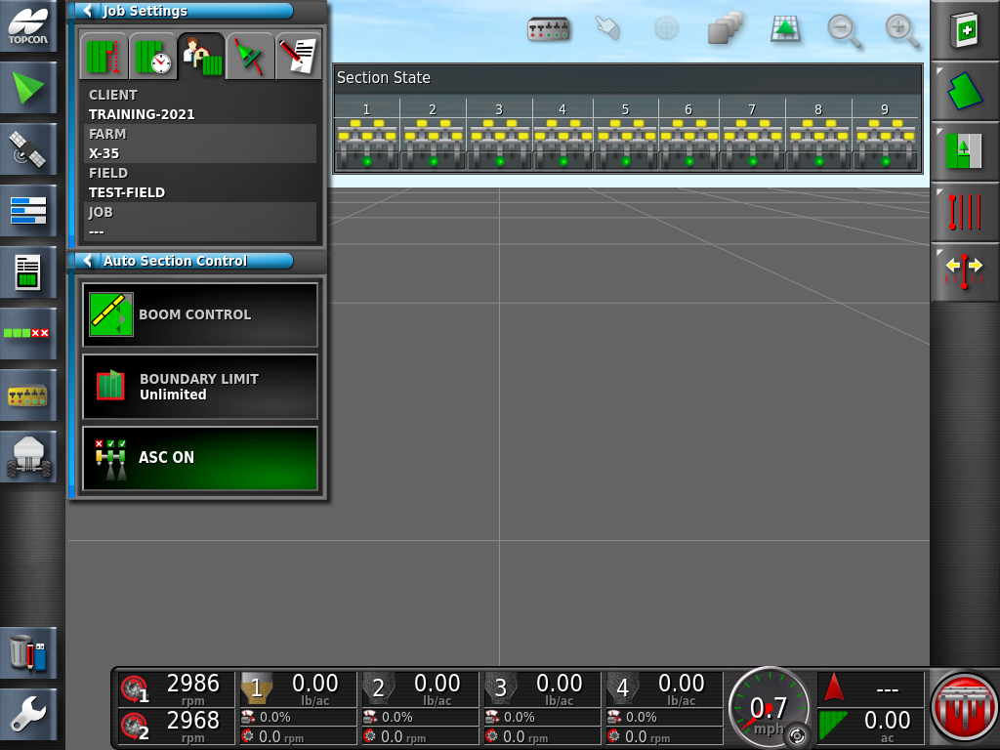 TOPCON
Job Settings
CLIENT
TRAINING-2021
FARM
X-35
FIELD
TEST-FIELD
JOB
---
Auto Section Control
BOOM CONTROL
BOUNDARY LIMIT
Unlimited
ASC ON
Section State
1 2 3 4 5 6 7 8 9
1 2986 rpm
2 2968 rpm
1 0.00 lb/ac
0.0%
0.0 rpm
2 0.00 lb/ac
0.0%
0.0 rpm
3 0.00 lb/ac
0.0%
0.0 rpm
4 0.00 lb/ac
0.0%
0.0 rpm
0.7
mph
---
0.00
ac